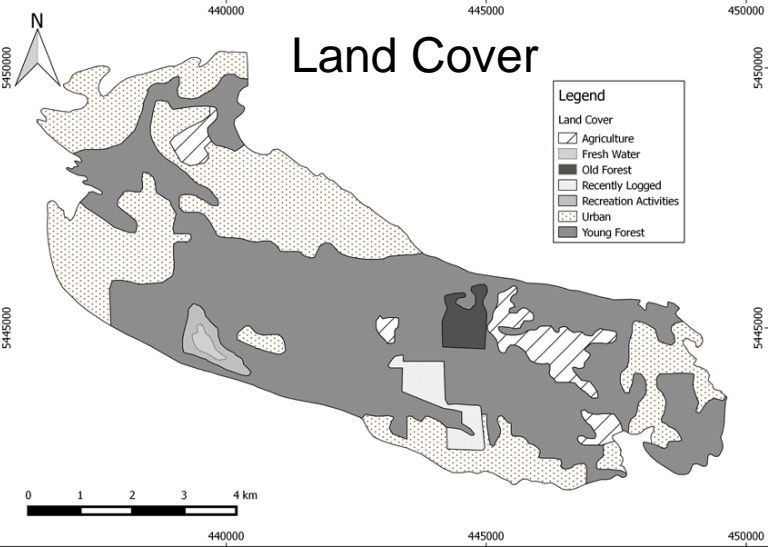 440000
445000
450000
N
Land Cover
5450000
5450000
Legend
Land Cover
Agriculture
Fresh Water
Old Forest
Recently Logged
Recreation Activities
Urban
Young Forest
5445000
5445000
0 1 2 3 4 km
440000
445000
450000